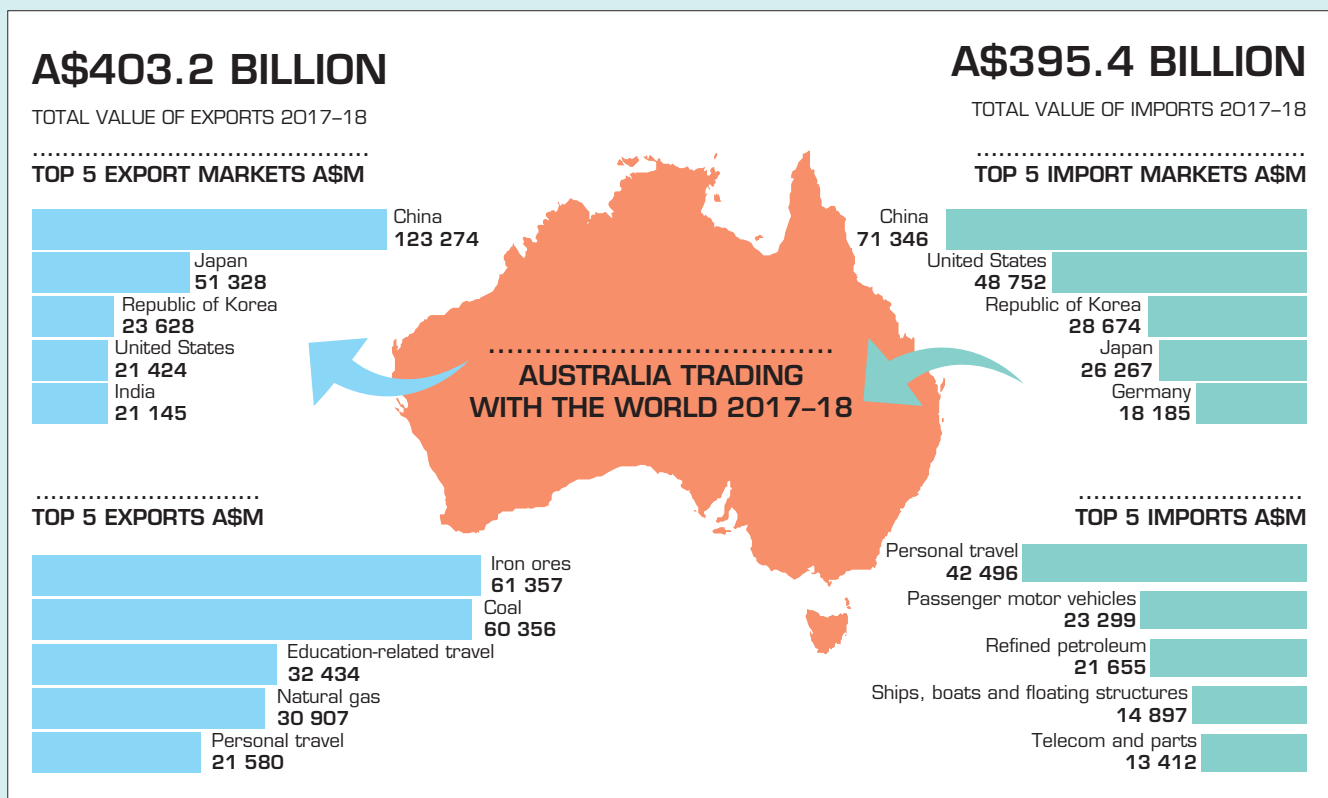 A$403.2 BILLION
TOTAL VALUE OF EXPORTS 2017–18
TOP 5 EXPORT MARKETS A$M
China
123 274
Japan
51 328
Republic of Korea
23 628
United States
21 424
India
21 145
A$395.4 BILLION
TOTAL VALUE OF IMPORTS 2017–18
TOP 5 IMPORT MARKETS A$M
China
71 346
United States
48 752
Republic of Korea
28 674
Japan
26 267
Germany
18 185
AUSTRALIA TRADING
WITH THE WORLD 2017–18
TOP 5 EXPORTS A$M
Iron ores
61 357
Coal
60 356
Education-related travel
32 434
Natural gas
30 907
Personal travel
21 580
TOP 5 IMPORTS A$M
Personal travel
42 496
Passenger motor vehicles
23 299
Refined petroleum
21 655
Ships, boats and floating structures
14 897
Telecom and parts
13 412